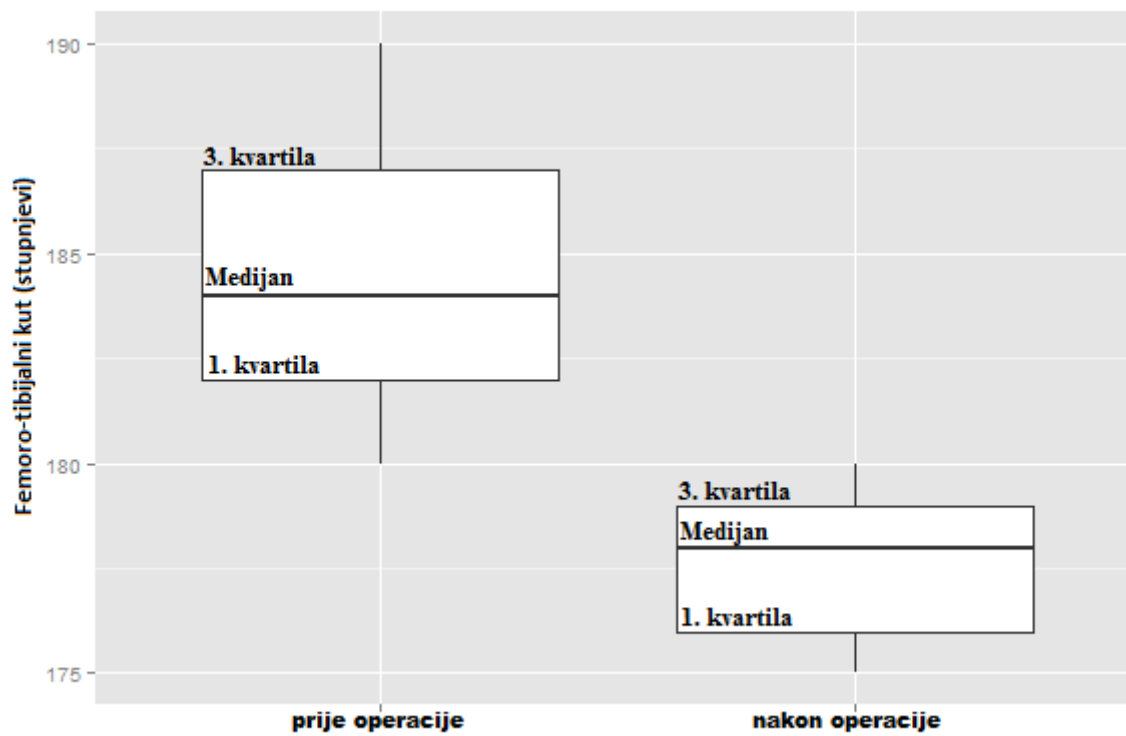 Femoro-tibijalni kut (stupnjevi)
190
185
180
175
3. kvartila
Medijan
1. kvartila
3. kvartila
Medijan
1. kvartila
prije operacije
nakon operacije